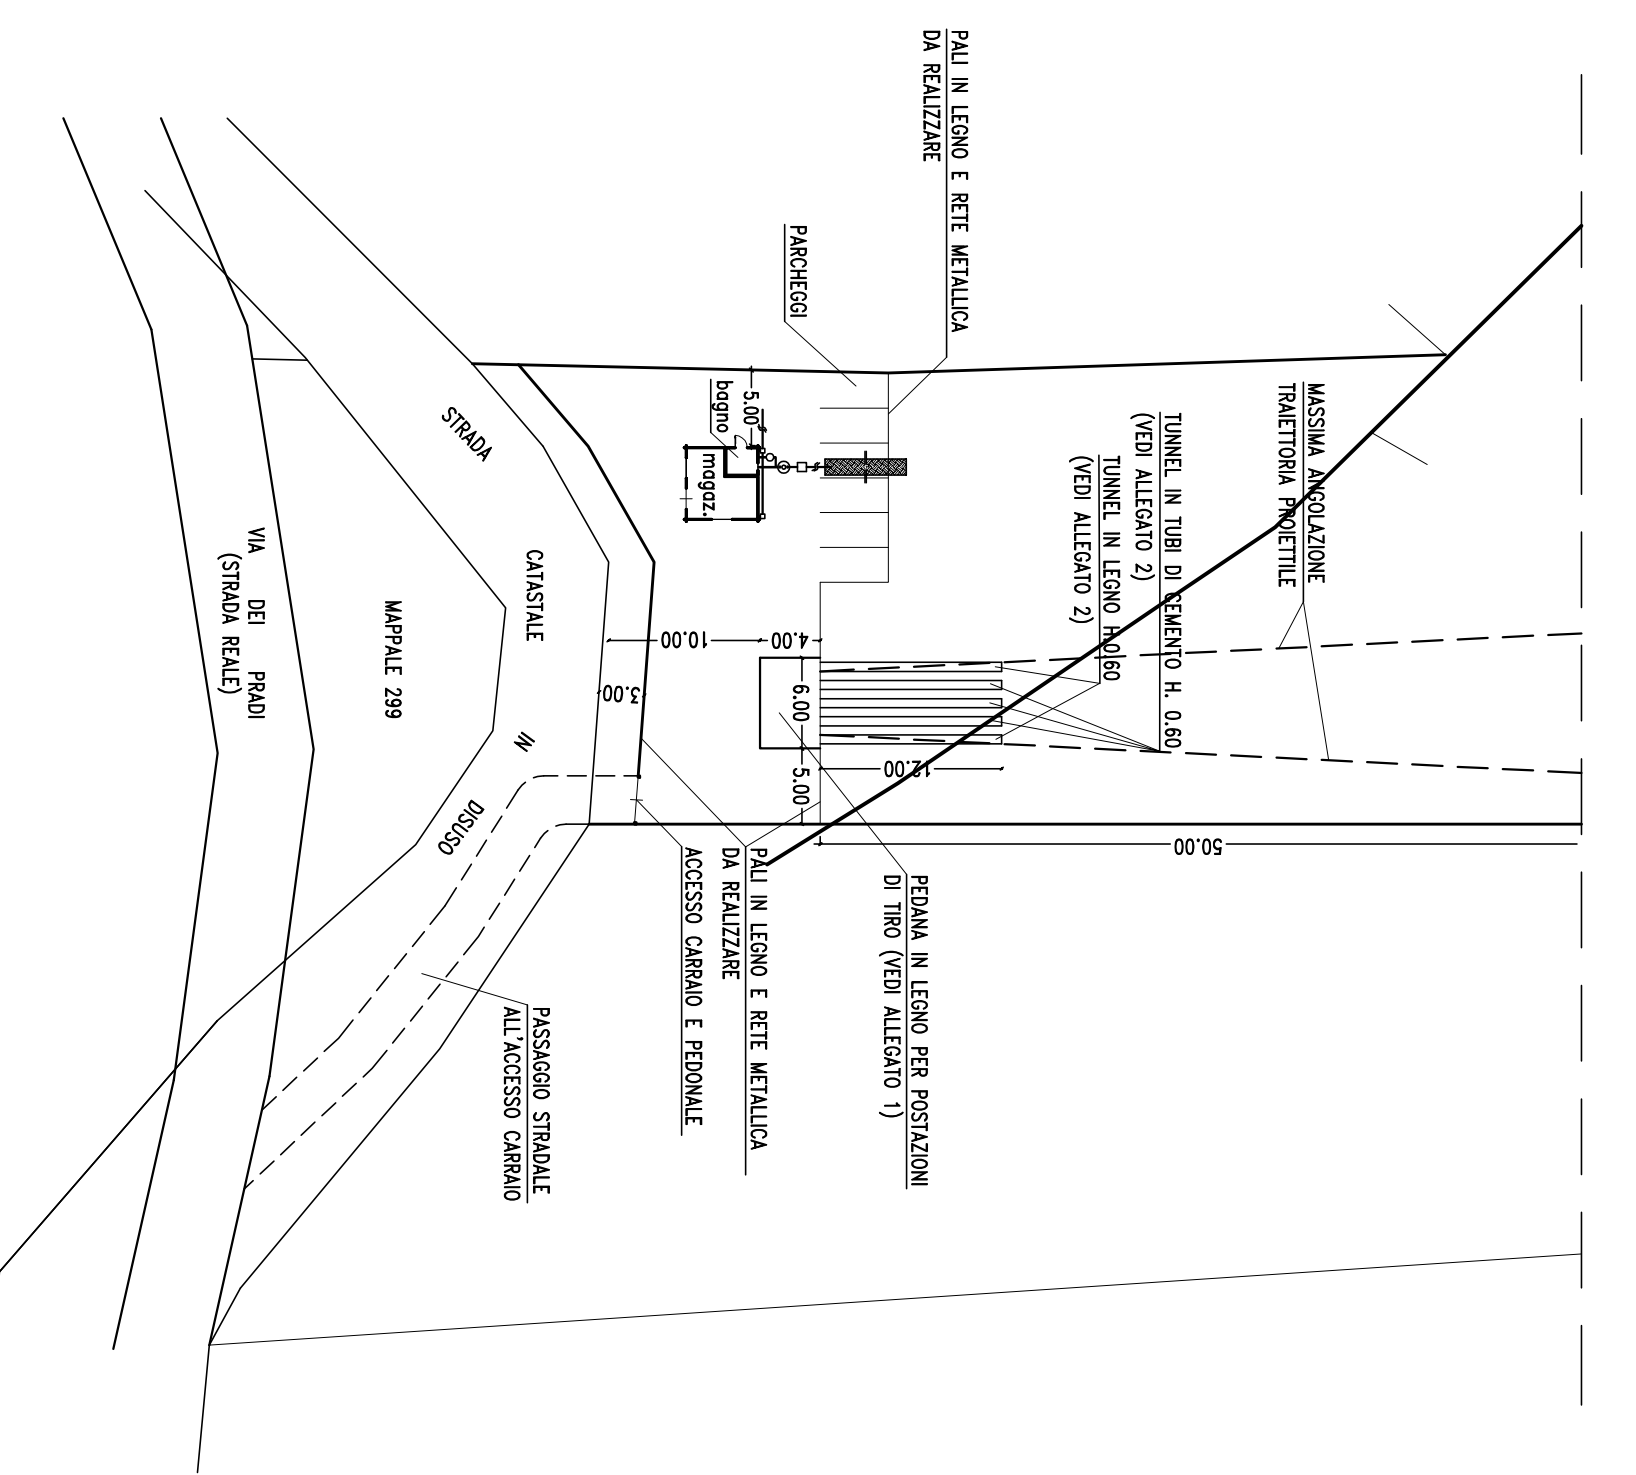 PALI IN LEGNO E RETE METALLICA
DA REALIZZARE
PARCHEGGI
MASSIMA ANGOLAZIONE
TRAIETTORIA PROIETTILE
TUNNEL IN TUBI DI CEMENTO H. 0.60
(VEDI ALLEGATO 2)
TUNNEL IN LEGNO H.0.60
(VEDI ALLEGATO 2)
5.00
bagno
magaz.
STRADA
CATASTALE
IN
DISUSO
VIA DEI PRADI
(STRADA REALE)
MAPPALE 299
10.00
4.00
3.00
6.00
5.00
12.00
50.00
PEDANA IN LEGNO PER POSTAZIONI
DI TIRO (VEDI ALLEGATO 1)
PALI IN LEGNO E RETE METALLICA
DA REALIZZARE
ACCESSO CARRAIO E PEDONALE
PASSAGGIO STRADALE
ALL'ACCESSO CARRAIO